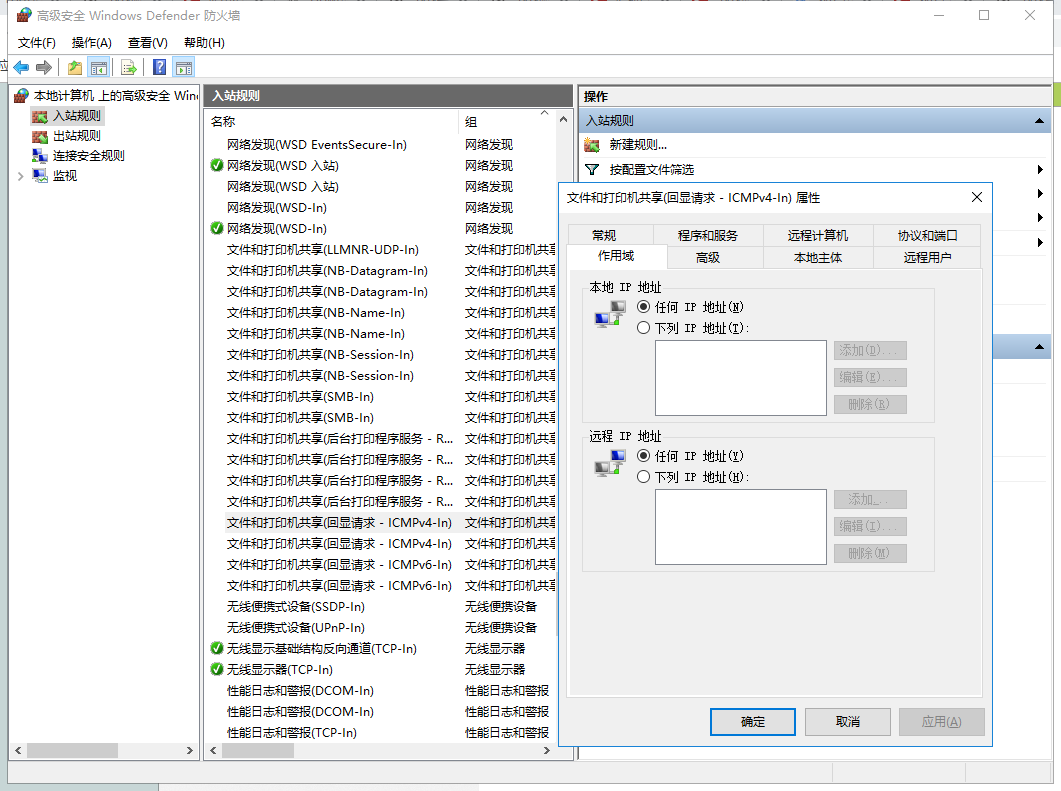 高级安全 Windows Defender 防火墙
文件(F) 操作(A) 查看(V) 帮助(H)
本地计算机 上的高级安全 Win
入站规则
出站规则
连接安全规则
监视
入站规则
名称 组
网络发现(WSD EventsSecure-In) 网络发现
网络发现(WSD 入站) 网络发现
网络发现(WSD 入站) 网络发现
网络发现(WSD-In) 网络发现
网络发现(WSD-In) 网络发现
文件和打印机共享(LLMNR-UDP-In) 文件和打印机共享
文件和打印机共享(NB-Datagram-In) 文件和打印机共享
文件和打印机共享(NB-Datagram-In) 文件和打印机共享
文件和打印机共享(NB-Name-In) 文件和打印机共享
文件和打印机共享(NB-Name-In) 文件和打印机共享
文件和打印机共享(NB-Session-In) 文件和打印机共享
文件和打印机共享(NB-Session-In) 文件和打印机共享
文件和打印机共享(SMB-In) 文件和打印机共享
文件和打印机共享(SMB-In) 文件和打印机共享
文件和打印机共享(后台打印程序服务 - R... 文件和打印机共享
文件和打印机共享(后台打印程序服务 - R... 文件和打印机共享
文件和打印机共享(后台打印程序服务 - R... 文件和打印机共享
文件和打印机共享(后台打印程序服务 - R... 文件和打印机共享
文件和打印机共享(回显请求 - ICMPv4-In) 文件和打印机共享
文件和打印机共享(回显请求 - ICMPv4-In) 文件和打印机共享
文件和打印机共享(回显请求 - ICMPv6-In) 文件和打印机共享
文件和打印机共享(回显请求 - ICMPv6-In) 文件和打印机共享
无线便携式设备(SSDP-In) 无线便携设备
无线便携式设备(UPnP-In) 无线便携设备
无线显示基础结构反向通道(TCP-In) 无线显示器
无线显示器(TCP-In) 无线显示器
性能日志和警报(DCOM-In) 性能日志和警报
性能日志和警报(DCOM-In) 性能日志和警报
性能日志和警报(TCP-In) 性能日志和警报
操作
入站规则
新建规则...
按配置文件筛选
文件和打印机共享(回显请求 - ICMPv4-In) 属性
常规 程序和服务 远程计算机 协议和端口
作用域 高级 本地主体 远程用户
本地 IP 地址
任何 IP 地址(N)
下列 IP 地址(T):
添加(D)...
编辑(E)...
删除(R)
远程 IP 地址
任何 IP 地址(Y)
下列 IP 地址(H):
添加...
编辑(I)...
删除(M)
确定 取消 应用(A)